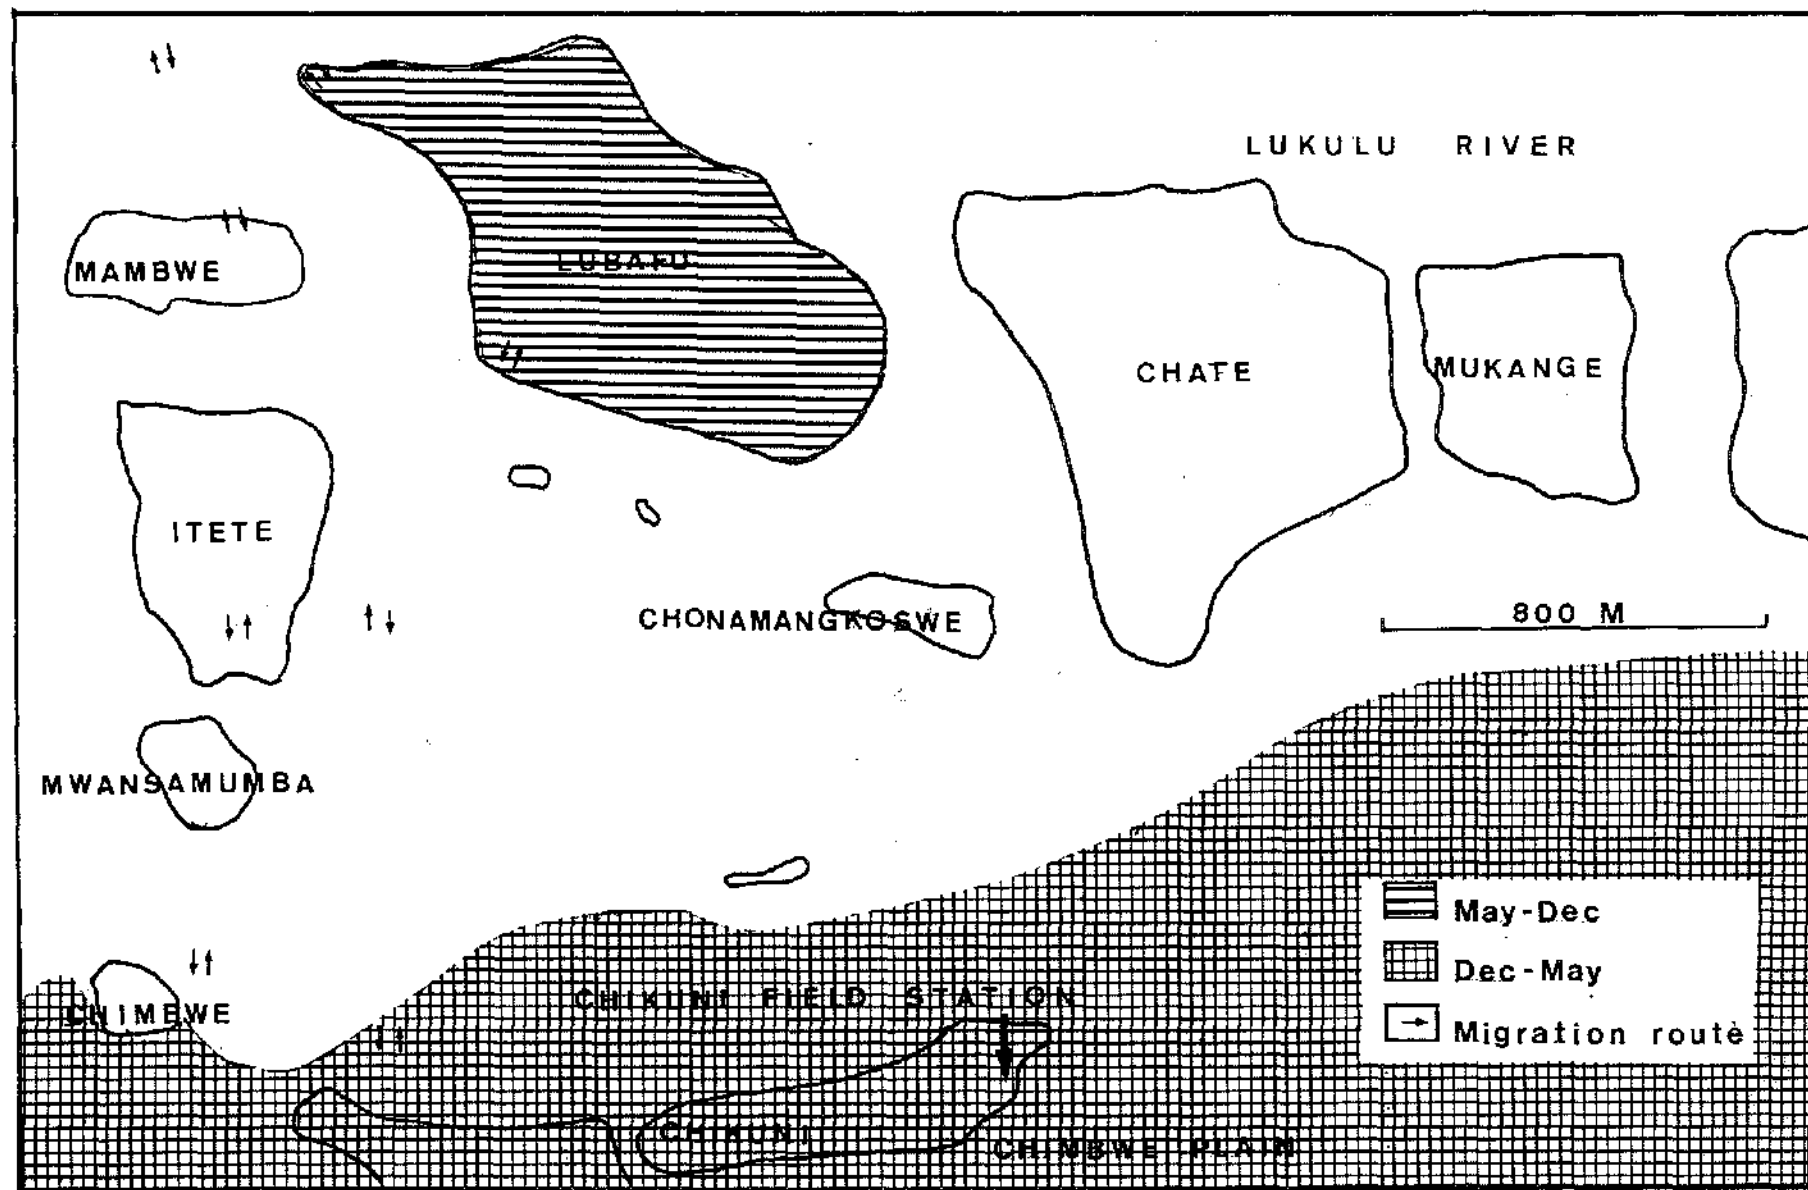 LUKULU RIVER
LUBAFU
MAMBWE
CHATE
MUKANGE
ITETE
CHONAMANGKOSWE
800 M
MWANSAMUMBA
May-Dec
Dec-May
Migration route
CHIKUNI FIELD STATION
CHIMBWE
CHIKUNI
CHIMBWE PLAIN